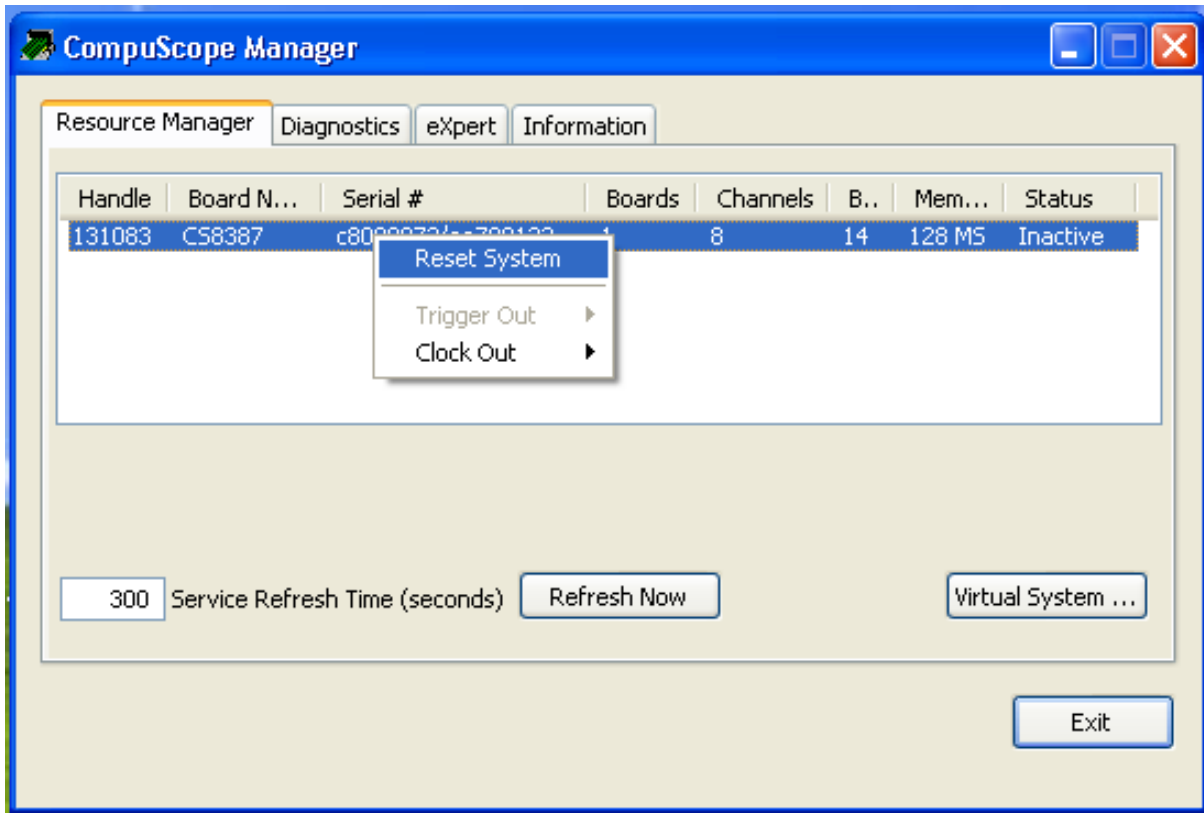 CompuScope Manager
Resource Manager Diagnostics eXpert Information
Handle Board N... Serial # Boards Channels B.. Mem... Status
131083 CS8387 1 8 14 128 MS Inactive
Reset System
Trigger Out
Clock Out
300 Service Refresh Time (seconds) Refresh Now Virtual System ...
Exit